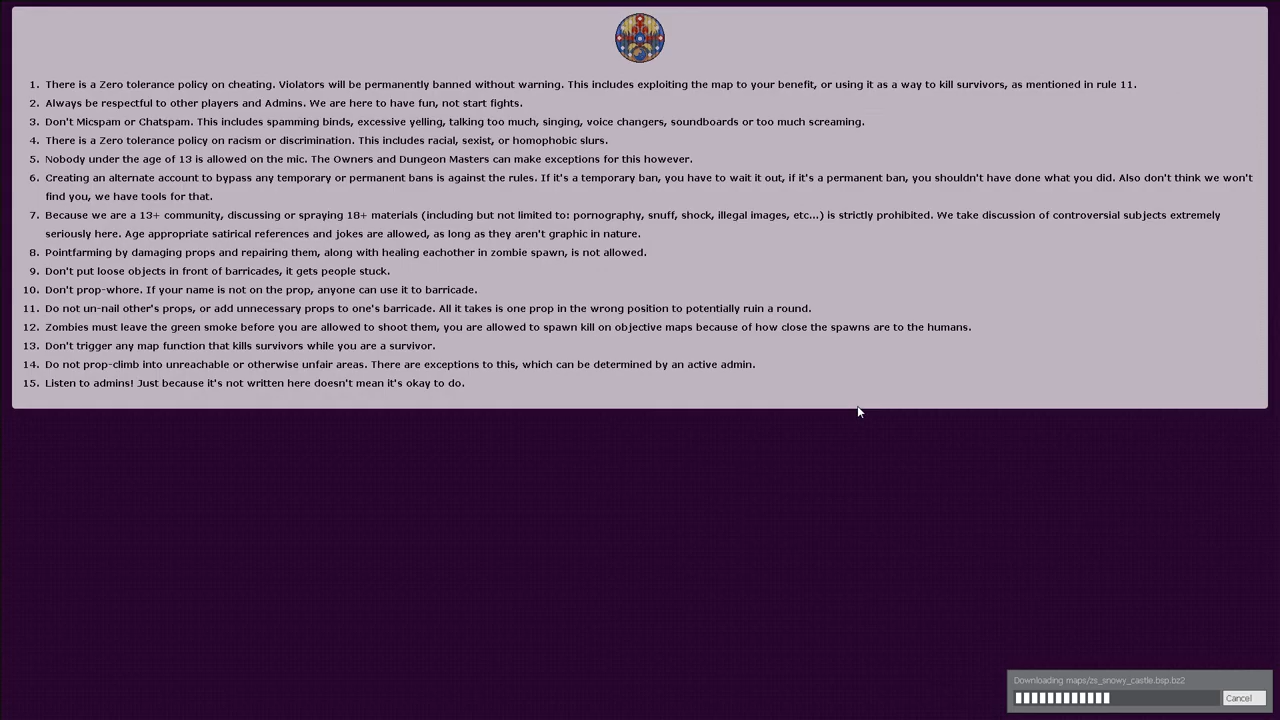 1. There is a Zero tolerance policy on cheating. Violators will be permanently banned without warning. This includes exploiting the map to your benefit, or using it as a way to kill survivors, as mentioned in rule 11.
2. Always be respectful to other players and Admins. We are here to have fun, not start fights.
3. Don't Micspam or Chatspam. This includes spamming binds, excessive yelling, talking too much, singing, voice changers, soundboards or too much screaming.
4. There is a Zero tolerance policy on racism or discrimination. This includes racial, sexist, or homophobic slurs.
5. Nobody under the age of 13 is allowed on the mic. The Owners and Dungeon Masters can make exceptions for this however.
6. Creating an alternate account to bypass any temporary or permanent bans is against the rules. If it's a temporary ban, you have to wait it out, if it's a permanent ban, you shouldn't have done what you did. Also don't think we won't
find you, we have tools for that.
7. Because we are a 13+ community, discussing or spraying 18+ materials (including but not limited to: pornography, snuff, shock, illegal images, etc...) is strictly prohibited. We take discussion of controversial subjects extremely
seriously here. Age appropriate satirical references and jokes are allowed, as long as they aren't graphic in nature.
8. Pointfarming by damaging props and repairing them, along with healing eachother in zombie spawn, is not allowed.
9. Don't put loose objects in front of barricades, it gets people stuck.
10. Don't prop-whore. If your name is not on the prop, anyone can use it to barricade.
11. Do not un-nail other's props, or add unnecessary props to one's barricade. All it takes is one prop in the wrong position to potentially ruin a round.
12. Zombies must leave the green smoke before you are allowed to shoot them, you are allowed to spawn kill on objective maps because of how close the spawns are to the humans.
13. Don't trigger any map function that kills survivors while you are a survivor.
14. Do not prop-climb into unreachable or otherwise unfair areas. There are exceptions to this, which can be determined by an active admin.
15. Listen to admins! Just because it's not written here doesn't mean it's okay to do.
Downloading maps/zs_snowy_castle.bsp.bz2
Cancel